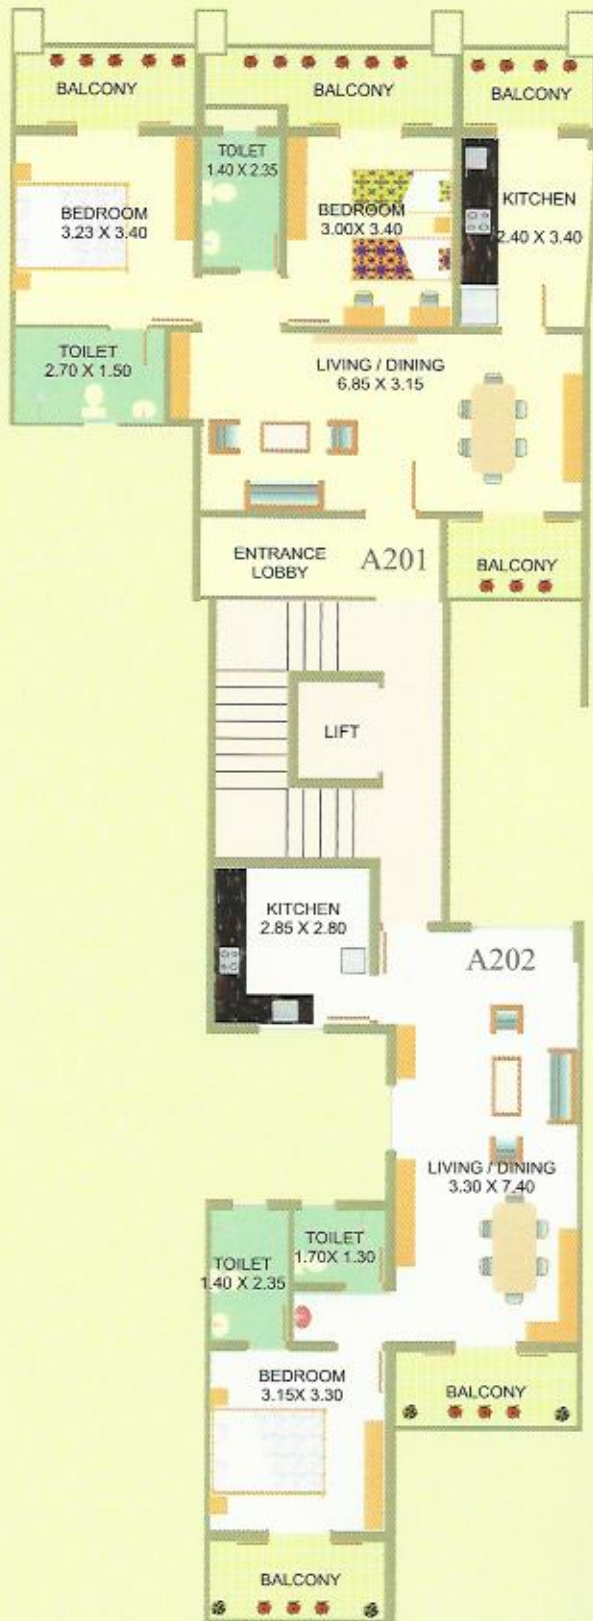 BALCONY
BALCONY
BALCONY
TOILET
1.40 X 2.35
BEDROOM
3.23 X 3.40
BEDROOM
3.00X 3.40
KITCHEN
2.40 X 3.40
TOILET
2.70 X 1.50
LIVING / DINING
6.85 X 3.15
ENTRANCE
LOBBY
A201
BALCONY
LIFT
KITCHEN
2.85 X 2.80
A202
LIVING / DINING
3.30 X 7.40
TOILET
1.70X 1.30
TOILET
1.40 X 2.35
BEDROOM
3.15X 3.30
BALCONY
BALCONY